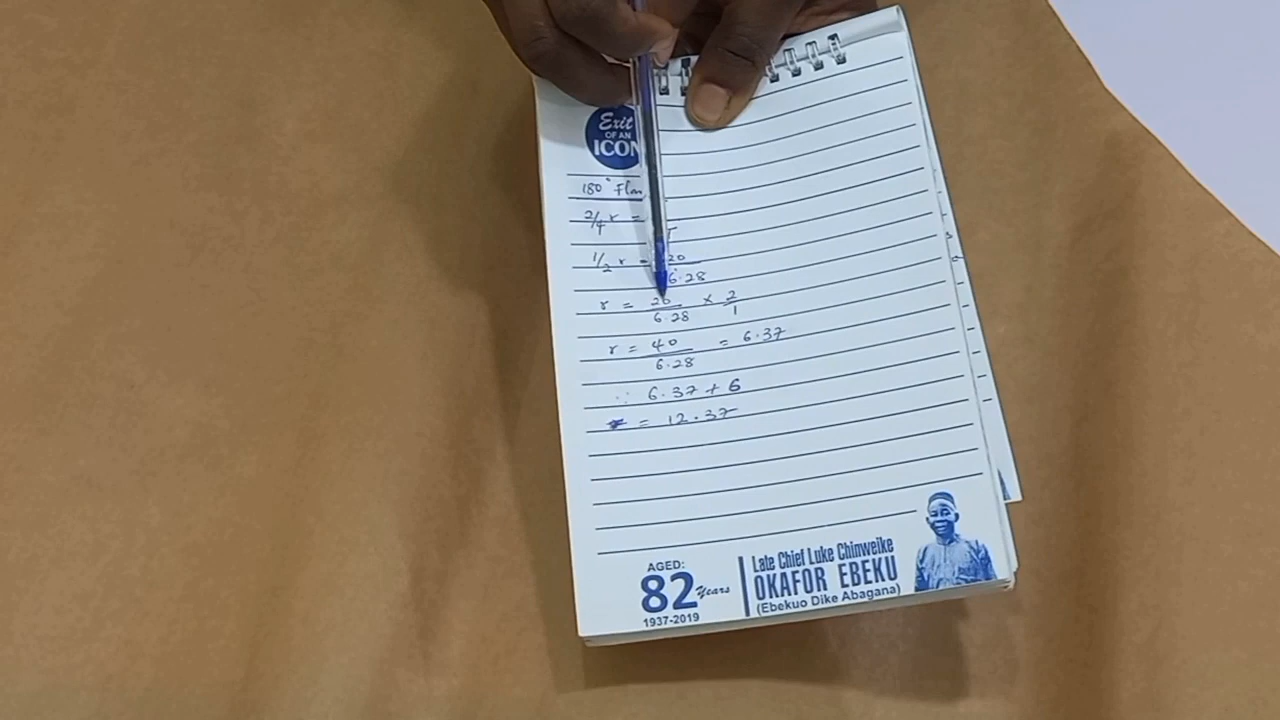 Exit
OF AN
ICON
180°
2/4 r =
1/2 r = 20
6.28
r = 20 × 2
6.28 1
r = 40 = 6.37
6.28
∴ 6.37 + 6
= 12.37
AGED:
82 Years
1937-2019
Late Chief Luke Chinweike
OKAFOR EBEKU
(Ebekuo Dike Abagana)